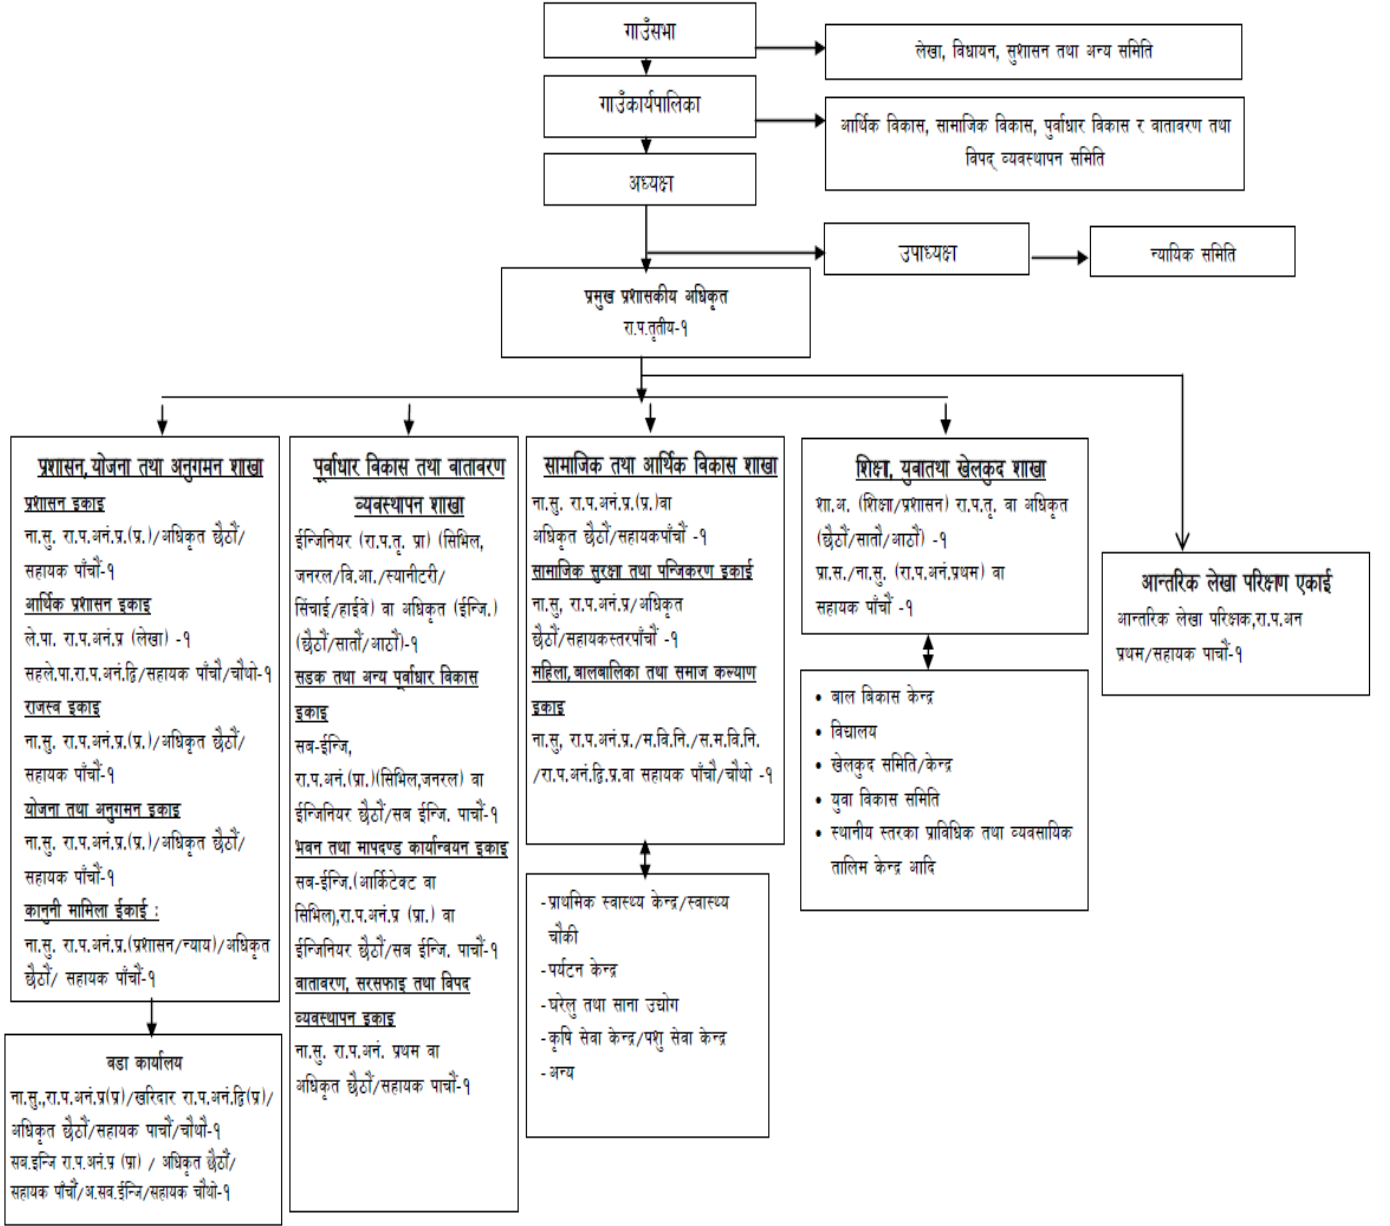 गाउँसभा
लेखा, विधायन, सुशासन तथा अन्य समिति
गाउँकार्यपालिका
आर्थिक विकास, सामाजिक विकास, पुर्वाधार विकास र वातावरण तथा
विपद् व्यवस्थापन समिति
अध्यक्ष
उपाध्यक्ष
न्यायिक समिति
प्रमुख प्रशासकीय अधिकृत
रा.प.तृतीय-१
प्रशासन, योजना तथा अनुगमन शाखा
प्रशासन इकाइ
ना.सु. रा.प.अनं.प्र.(प्र.)/अधिकृत छैठौं/
सहायक पाँचौं-१
आर्थिक प्रशासन इकाइ
ले.पा. रा.प.अनं.प्र (लेखा) -१
सहले.पा.रा.प.अनं.द्वि/सहायक पाँचौ/चौथो-१
राजस्व इकाइ
ना.सु. रा.प.अनं.प्र.(प्र.)/अधिकृत छैठौं/
सहायक पाँचौं-१
योजना तथा अनुगमन इकाइ
ना.सु. रा.प.अनं.प्र.(प्र.)/अधिकृत छैठौं/
सहायक पाँचौं-१
कानुनी मामिला ईकाई :
ना.सु. रा.प.अनं.प्र.(प्रशासन/न्याय)/अधिकृत
छैठौं/ सहायक पाँचौं-१
वडा कार्यालय
ना.सु.,रा.प.अनं.प्र(प्र)/खरिदार रा.प.अनं.द्वि(प्र)/
अधिकृत छैठौं/सहायक पाचौं/चौथौ-१
सब.इन्जि रा.प.अनं.प्र (प्रा) / अधिकृत छैठौं/
सहायक पाँचौं/अ.सव.ईन्जि/सहायक चौथो-१
पूर्वाधार विकास तथा वातावरण
व्यवस्थापन शाखा
ईन्जिनियर (रा.प.तृ. प्रा) (सिभिल,
जनरल/वि.आ./स्यानीटरी/
सिंचाई/हाईवे) वा अधिकृत (ईन्जि.)
(छैठौं/सातौं/आठौं)-१
सडक तथा अन्य पूर्वाधार विकास
इकाइ
सब-ईन्जि,
रा.प.अनं.(प्रा.)(सिभिल,जनरल) वा
ईन्जिनियर छैठौं/सब ईन्जि. पाचौं-१
भवन तथा मापदण्ड कार्यान्वयन इकाइ
सब-ईन्जि.(आर्किटेक्ट वा
सिभिल),रा.प.अनं.प्र (प्रा.) वा
ईन्जिनियर छैठौं/सब ईन्जि. पाचौं-१
वातावरण, सरसफाइ तथा विपद
व्यवस्थापन इकाइ
ना.सु. रा.प.अनं. प्रथम वा
अधिकृत छैठौं/सहायक पाचौं-१
सामाजिक तथा आर्थिक विकास शाखा
ना.सु. रा.प.अनं.प्र.(प्र.)वा
अधिकृत छैठौं/सहायकपाँचौं -१
सामाजिक सुरक्षा तथा पन्जिकरण इकाई
ना.सु. रा.प.अनं.प्र/अधिकृत
छैठौं/सहायकस्तरपाँचौं -१
महिला, बालबालिका तथा समाज कल्याण
इकाइ
ना.सु. रा.प.अनं.प्र./म.वि.नि./स.म.वि.नि.
/रा.प.अनं.द्वि.प्र.वा सहायक पाँचौ/चौथो -१
-प्राथमिक स्वास्थ्य केन्द्र/स्वास्थ्य
चौकी
-पर्यटन केन्द्र
-घरेलु तथा साना उद्योग
-कृषि सेवा केन्द्र/पशु सेवा केन्द्र
-अन्य
शिक्षा, युवातथा खेलकुद शाखा
शा.अ. (शिक्षा/प्रशासन) रा.प.तृ. वा अधिकृत
(छैठौं/सातौ/आठौं) -१
प्रा.स./ना.सु. (रा.प.अनं.प्रथम) वा
सहायक पाँचौं -१
• बाल बिकास केन्द्र
• विद्यालय
• खेलकुद समिति/केन्द्र
• युवा विकास समिति
• स्थानीय स्तरका प्राविधिक तथा व्यवसायिक
तालिम केन्द्र आदि
आन्तरिक लेखा परिक्षण एकाई
आन्तरिक लेखा परिक्षक,रा.प.अन
प्रथम/सहायक पाचौं-१